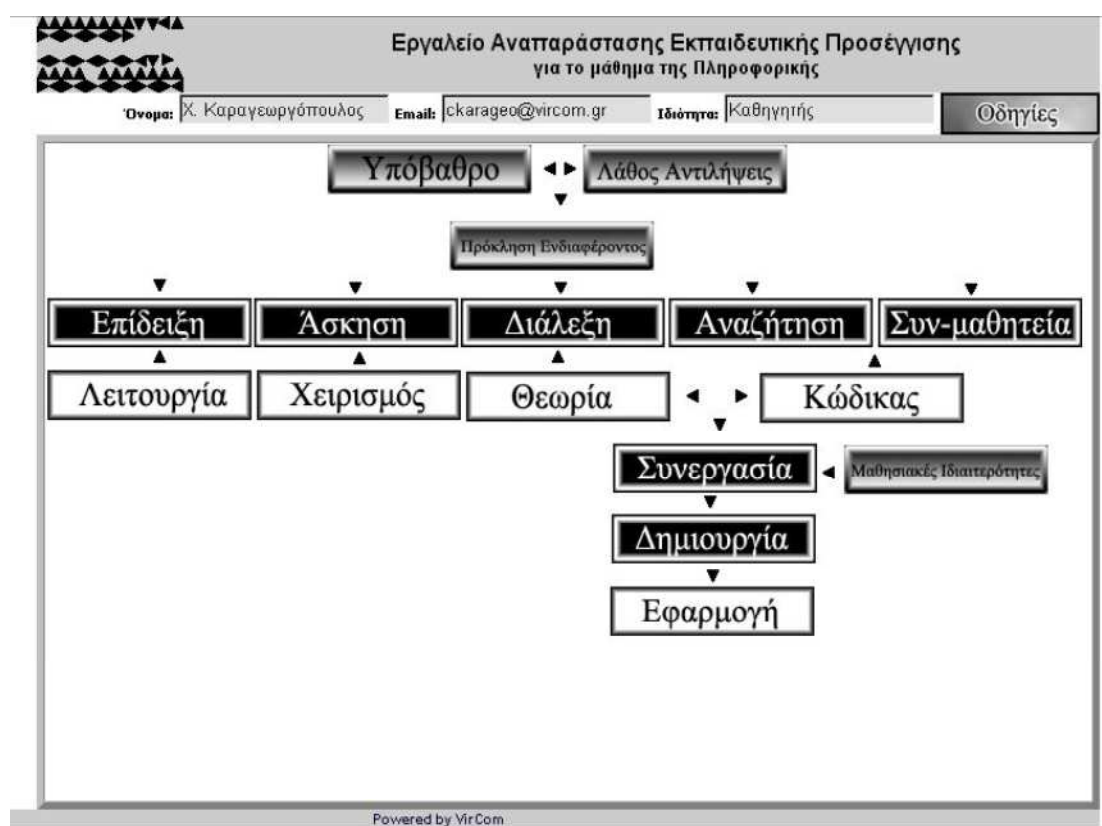 Εργαλείο Αναπαράστασης Εκπαιδευτικής Προσέγγισης
για το μάθημα της Πληροφορικής
Όνομα: Χ. Καραγεωργόπουλος Email: ckarageo@vircom.gr Ιδιότητα: Καθηγητής Οδηγίες
Υπόβαθρο Λάθος Αντιλήψεις
Πρόκληση Ενδιαφέροντος
Επίδειξη Άσκηση Διάλεξη Αναζήτηση Συν-μαθητεία
Λειτουργία Χειρισμός Θεωρία Κώδικας
Συνεργασία Μαθησιακές Ιδιαιτερότητες
Δημιουργία
Εφαρμογή
Powered by VirCom